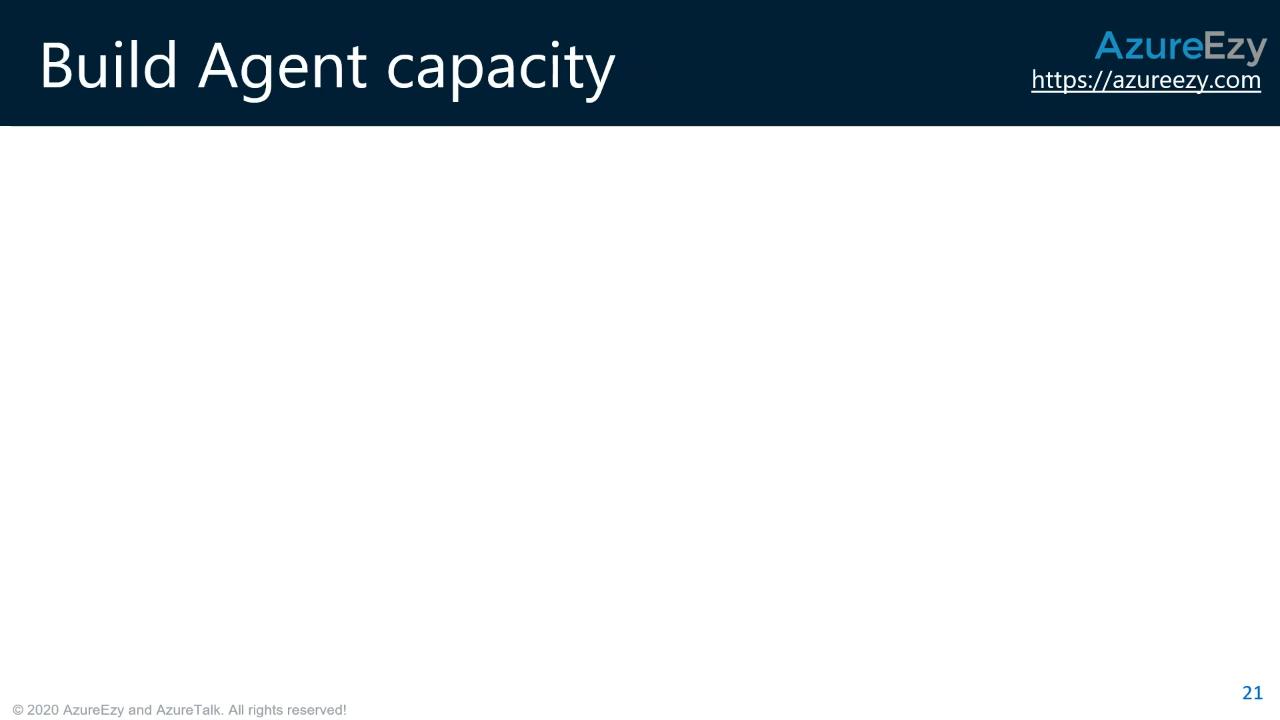 Build Agent capacity
AzureEzy
https://azureezy.com
21
© 2020 AzureEzy and AzureTalk. All rights reserved!